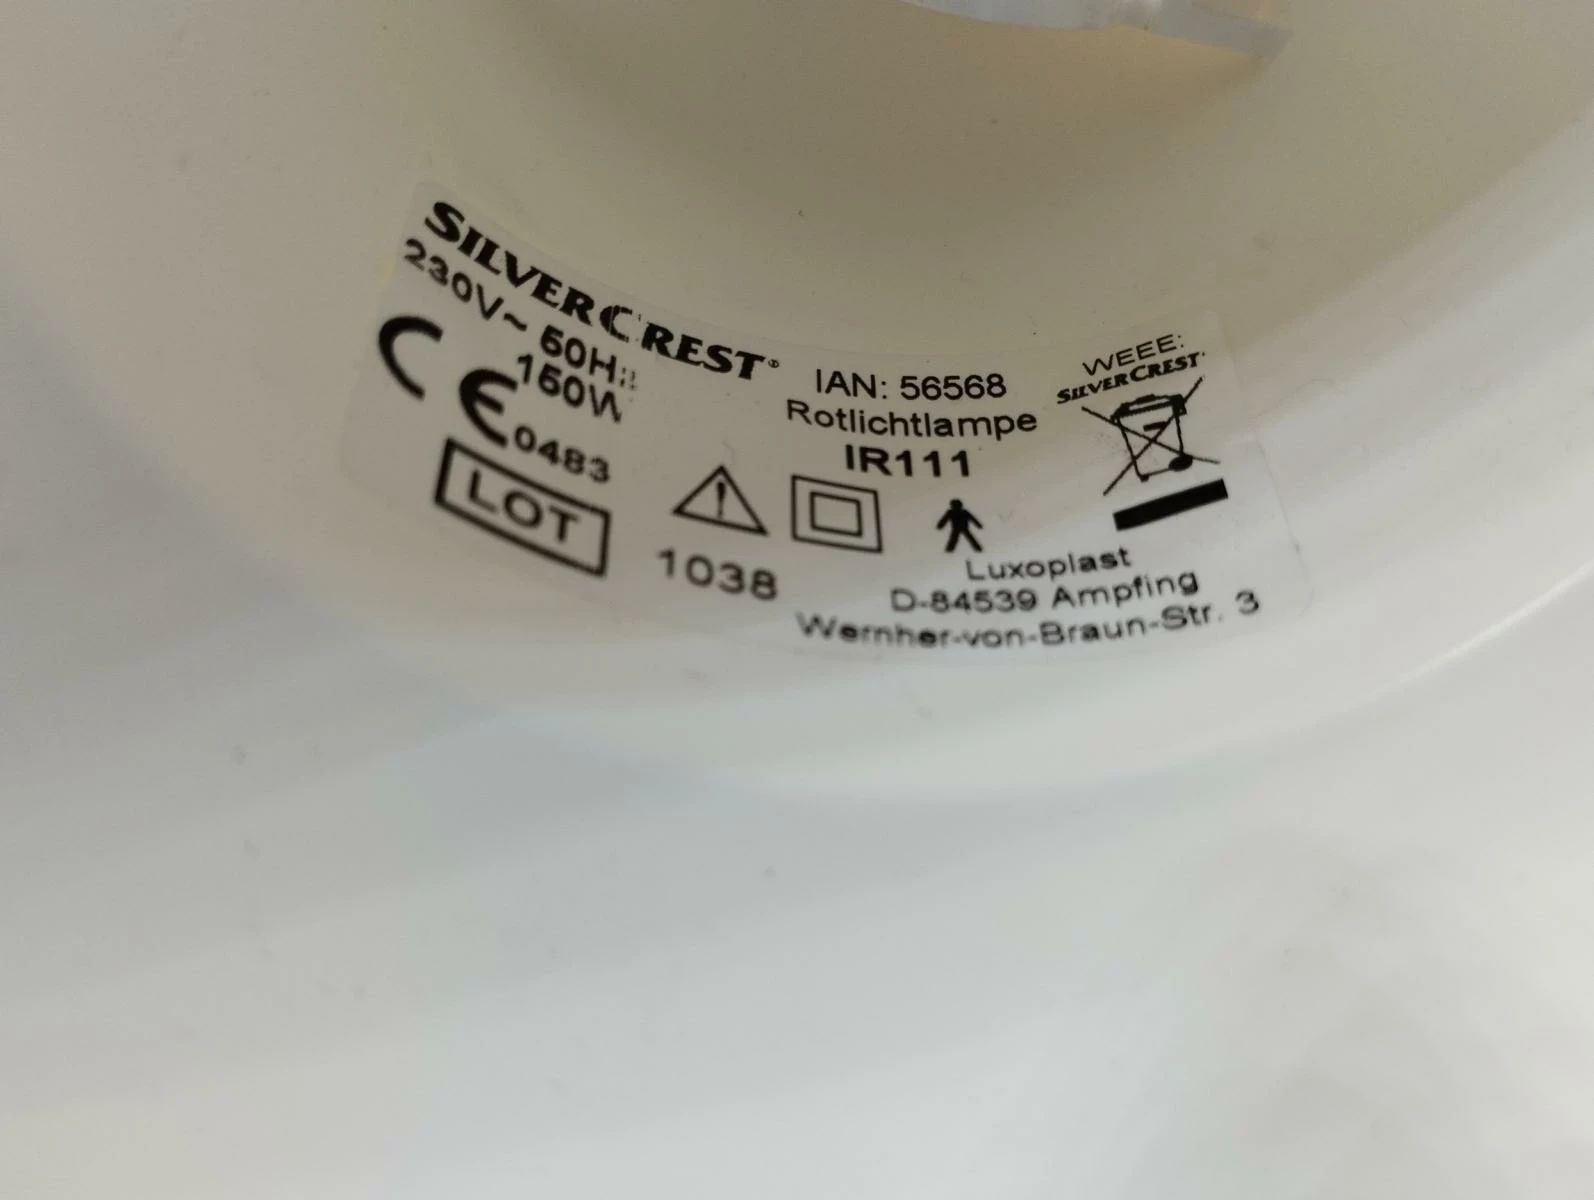 SILVERCREST®
230V~ 50Hz
150W
CE 0483
LOT
1038
IAN: 56568
Rotlichtlampe
IR111
WEEE:
SILVERCREST
Luxoplast
D-84539 Ampfing
Wernher-von-Braun-Str. 3